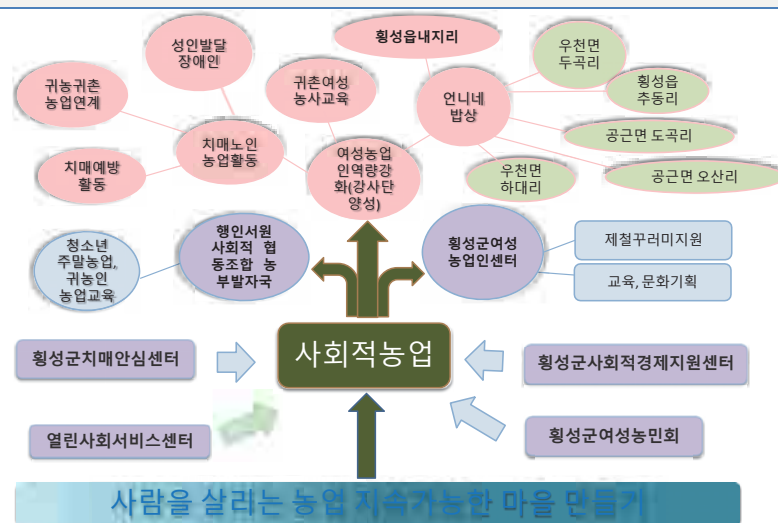 횡성읍내지리
성인발달
장애인
우천면
두곡리
귀농귀촌
농업연계
귀촌여성
농사교육
언니네
밥상
횡성읍
추동리
치매노인
농업활동
공근면 도곡리
치매예방
활동
여성농업
인역량강
화(강사단
양성)
우천면
하대리
공근면 오산리
청소년
주말농업,
귀농인
농업교육
행인서원
사회적 협
동조합 농
부발자국
횡성군여성
농업인센터
제철꾸러미지원
교육, 문화기획
사회적농업
횡성군치매안심센터
횡성군사회적경제지원센터
열린사회서비스센터
횡성군여성농민회
사람을 살리는 농업 지속가능한 마을 만들기